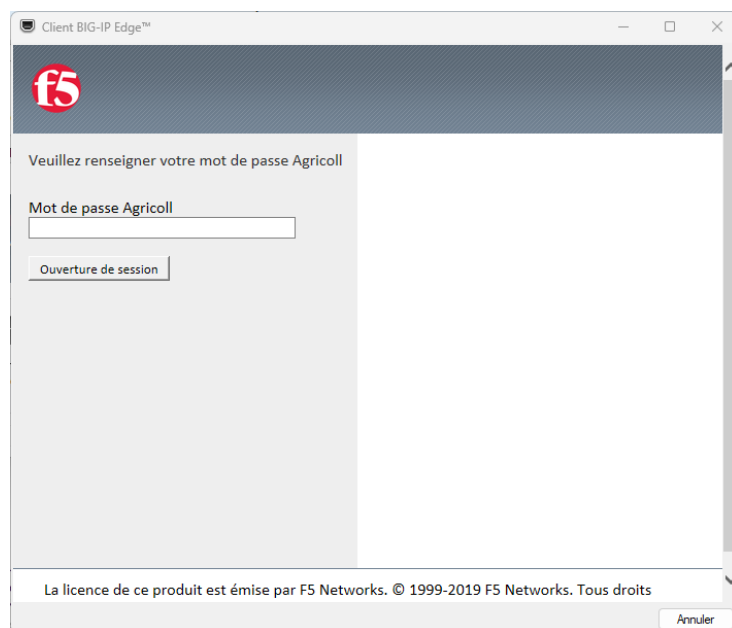 Client BIG-IP Edge™
f5
Veuillez renseigner votre mot de passe Agricoll
Mot de passe Agricoll
Ouverture de session
La licence de ce produit est émise par F5 Networks. © 1999-2019 F5 Networks. Tous droits
Annuler